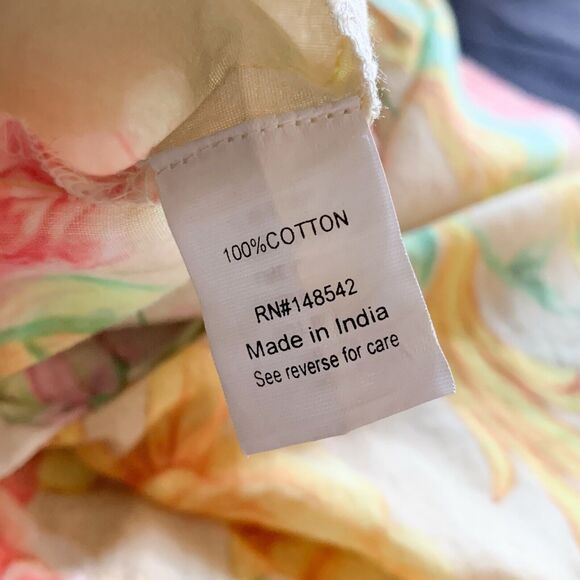 100%COTTON
RN#148542
Made in India
See reverse for care